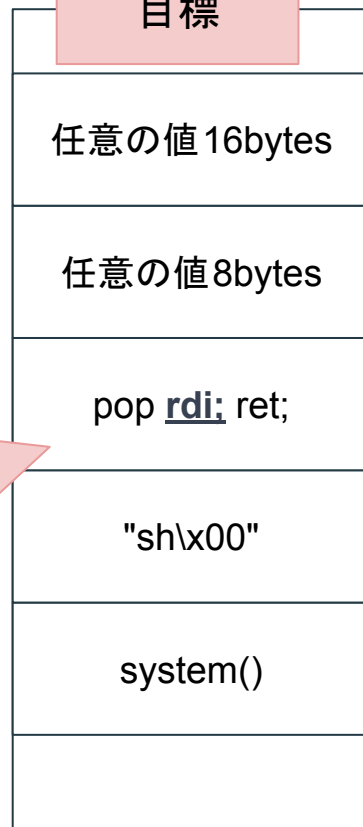 目標
任意の値16bytes
任意の値8bytes
pop rdi; ret;
"sh\x00"
system()